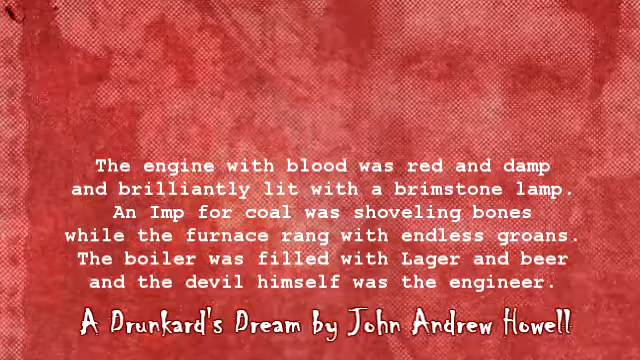 The engine with blood was red and damp
and brilliantly lit with a brimstone lamp.
An Imp for coal was shoveling bones
while the furnace rang with endless groans.
The boiler was filled with Lager and beer
and the devil himself was the engineer.
A Drunkard's Dream by John Andrew Howell